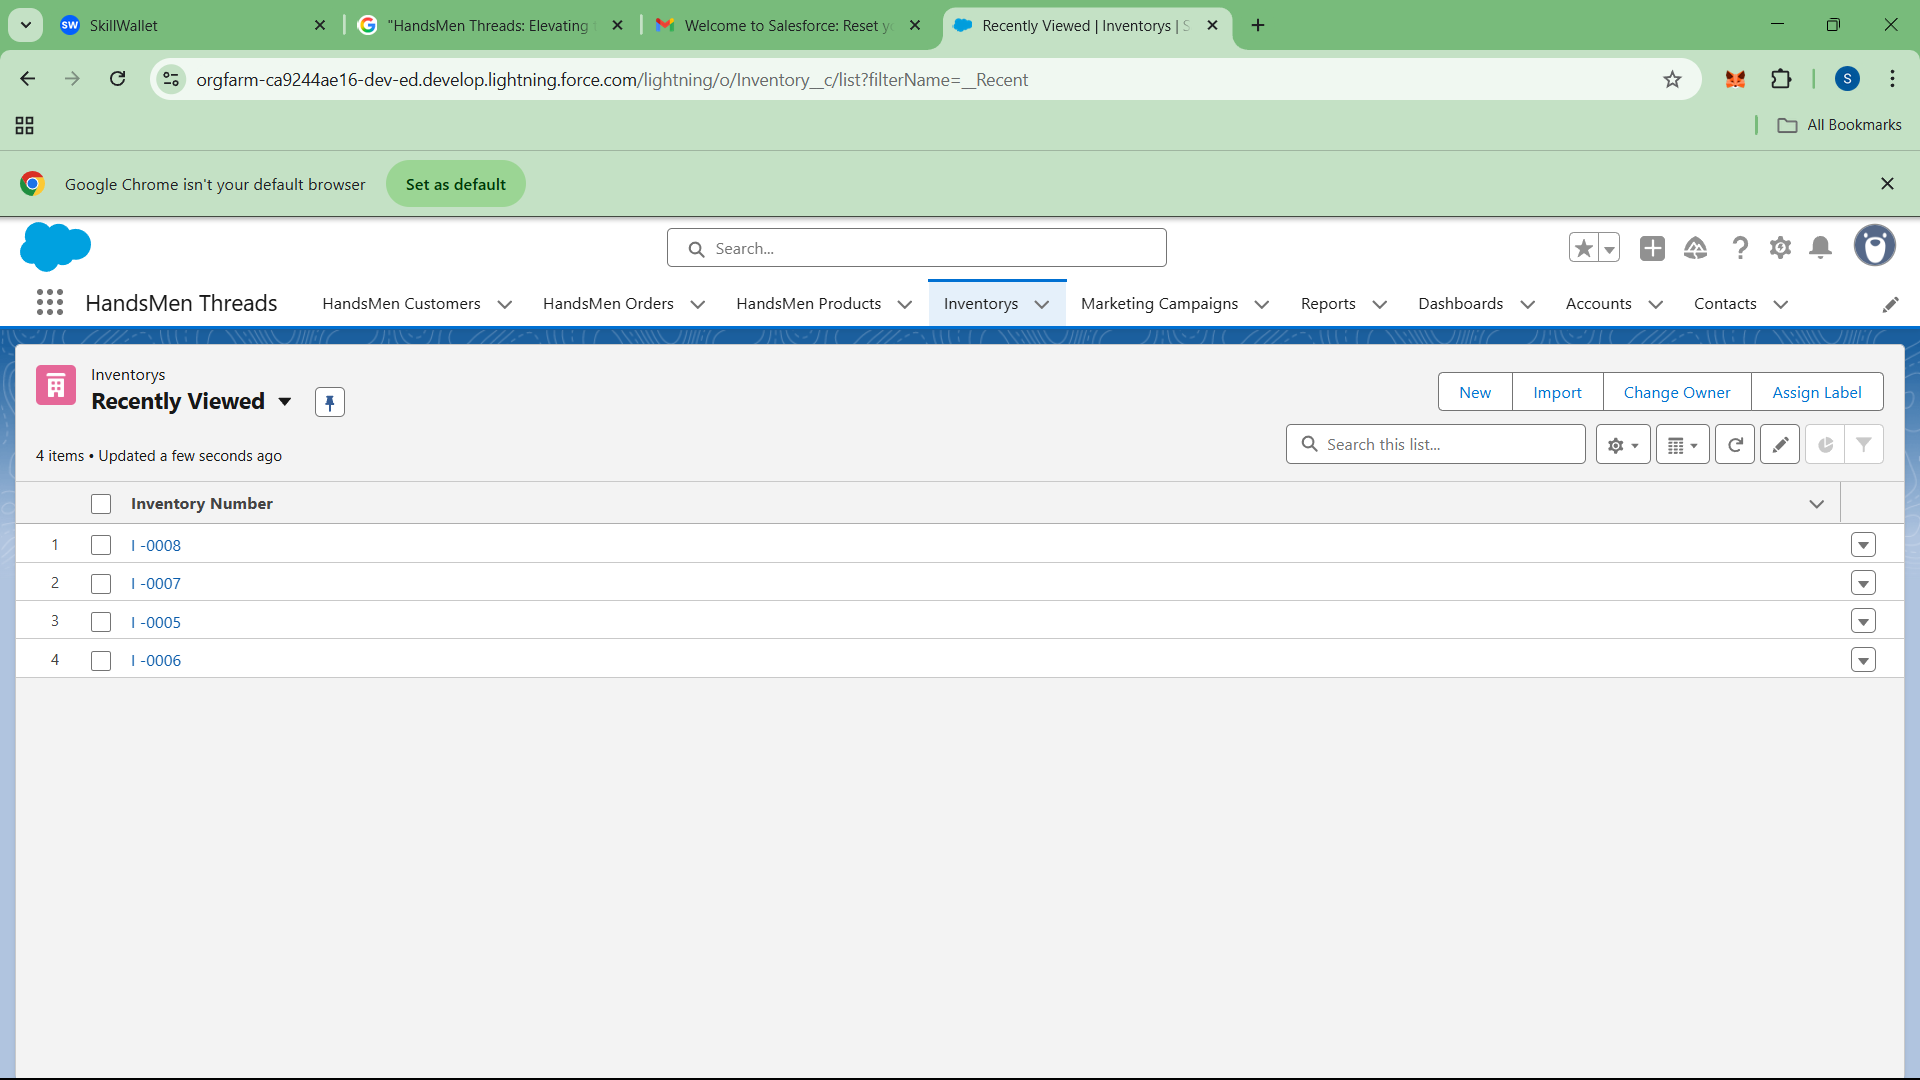 SW SkillWallet
"HandsMen Threads: Elevating
Welcome to Salesforce: Reset
Recently Viewed | Inventorys |
orgfarm-ca9244ae16-dev-ed.develop.lightning.force.com/lightning/o/Inventory__c/list?filterName=__Recent
S
All Bookmarks
Google Chrome isn't your default browser
Set as default
Search...
HandsMen Threads
HandsMen Customers
HandsMen Orders
HandsMen Products
Inventorys
Marketing Campaigns
Reports
Dashboards
Accounts
Contacts
Inventorys
Recently Viewed
New
Import
Change Owner
Assign Label
4 items • Updated a few seconds ago
Search this list...
Inventory Number
1 I -0008
2 I -0007
3 I -0005
4 I -0006